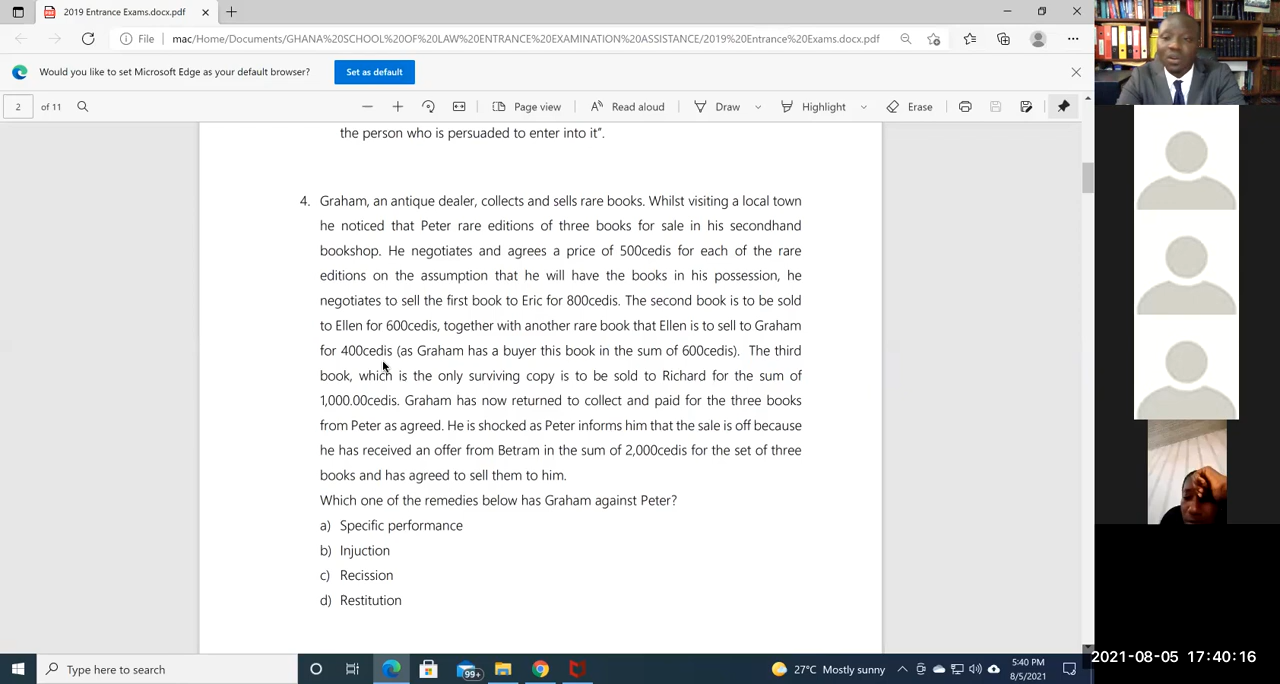 2019 Entrance Exams.docx.pdf
File
mac/Home/Documents/GHANA%20SCHOOL%20OF%20LAW%20ENTRANCE%20EXAMINATION%20ASSISTANCE/2019%20Entrance%20Exams.docx.pdf
Would you like to set Microsoft Edge as your default browser?
Set as default
2 of 11
Page view
Read aloud
Draw
Highlight
Erase
the person who is persuaded to enter into it”.
4. Graham, an antique dealer, collects and sells rare books. Whilst visiting a local town
he noticed that Peter rare editions of three books for sale in his secondhand
bookshop. He negotiates and agrees a price of 500cedis for each of the rare
editions on the assumption that he will have the books in his possession, he
negotiates to sell the first book to Eric for 800cedis. The second book is to be sold
to Ellen for 600cedis, together with another rare book that Ellen is to sell to Graham
for 400cedis (as Graham has a buyer this book in the sum of 600cedis). The third
book, which is the only surviving copy is to be sold to Richard for the sum of
1,000.00cedis. Graham has now returned to collect and paid for the three books
from Peter as agreed. He is shocked as Peter informs him that the sale is off because
he has received an offer from Betram in the sum of 2,000cedis for the set of three
books and has agreed to sell them to him.
Which one of the remedies below has Graham against Peter?
a) Specific performance
b) Injuction
c) Recission
d) Restitution
Type here to search
99+
27°C Mostly sunny
5:40 PM
8/5/2021
2021-08-05 17:40:16